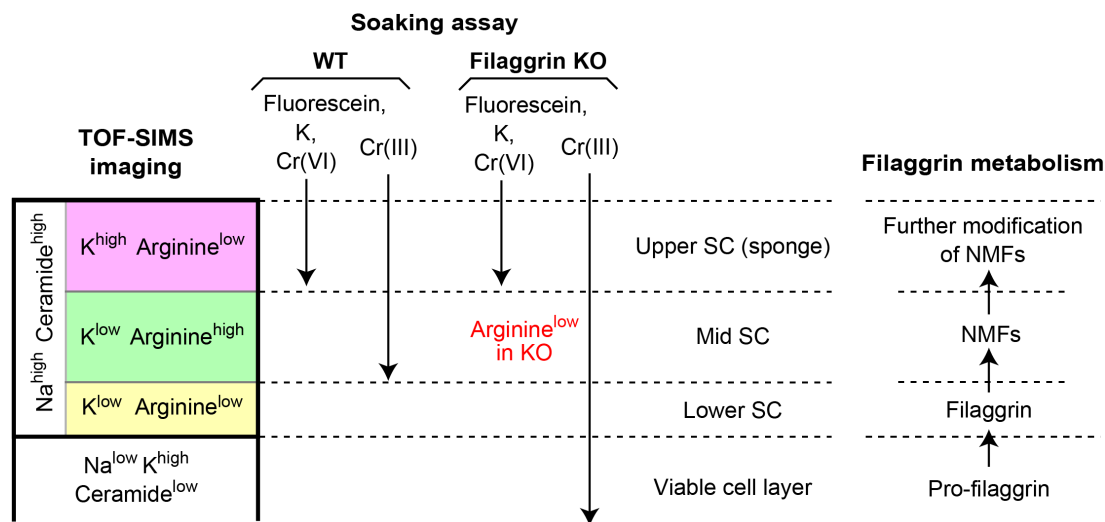 Soaking assay
WT
Filaggrin KO
Fluorescein,
K,
Cr(VI)
Cr(III)
Fluorescein,
K,
Cr(VI)
Cr(III)
TOF-SIMS
imaging
Filaggrin metabolism
Na^high Ceramide^high
K^high Arginine^low
K^low Arginine^high
K^low Arginine^low
Na^low K^high
Ceramide^low
Arginine^low
in KO
Upper SC (sponge)
Mid SC
Lower SC
Viable cell layer
Further modification
of NMFs
NMFs
Filaggrin
Pro-filaggrin